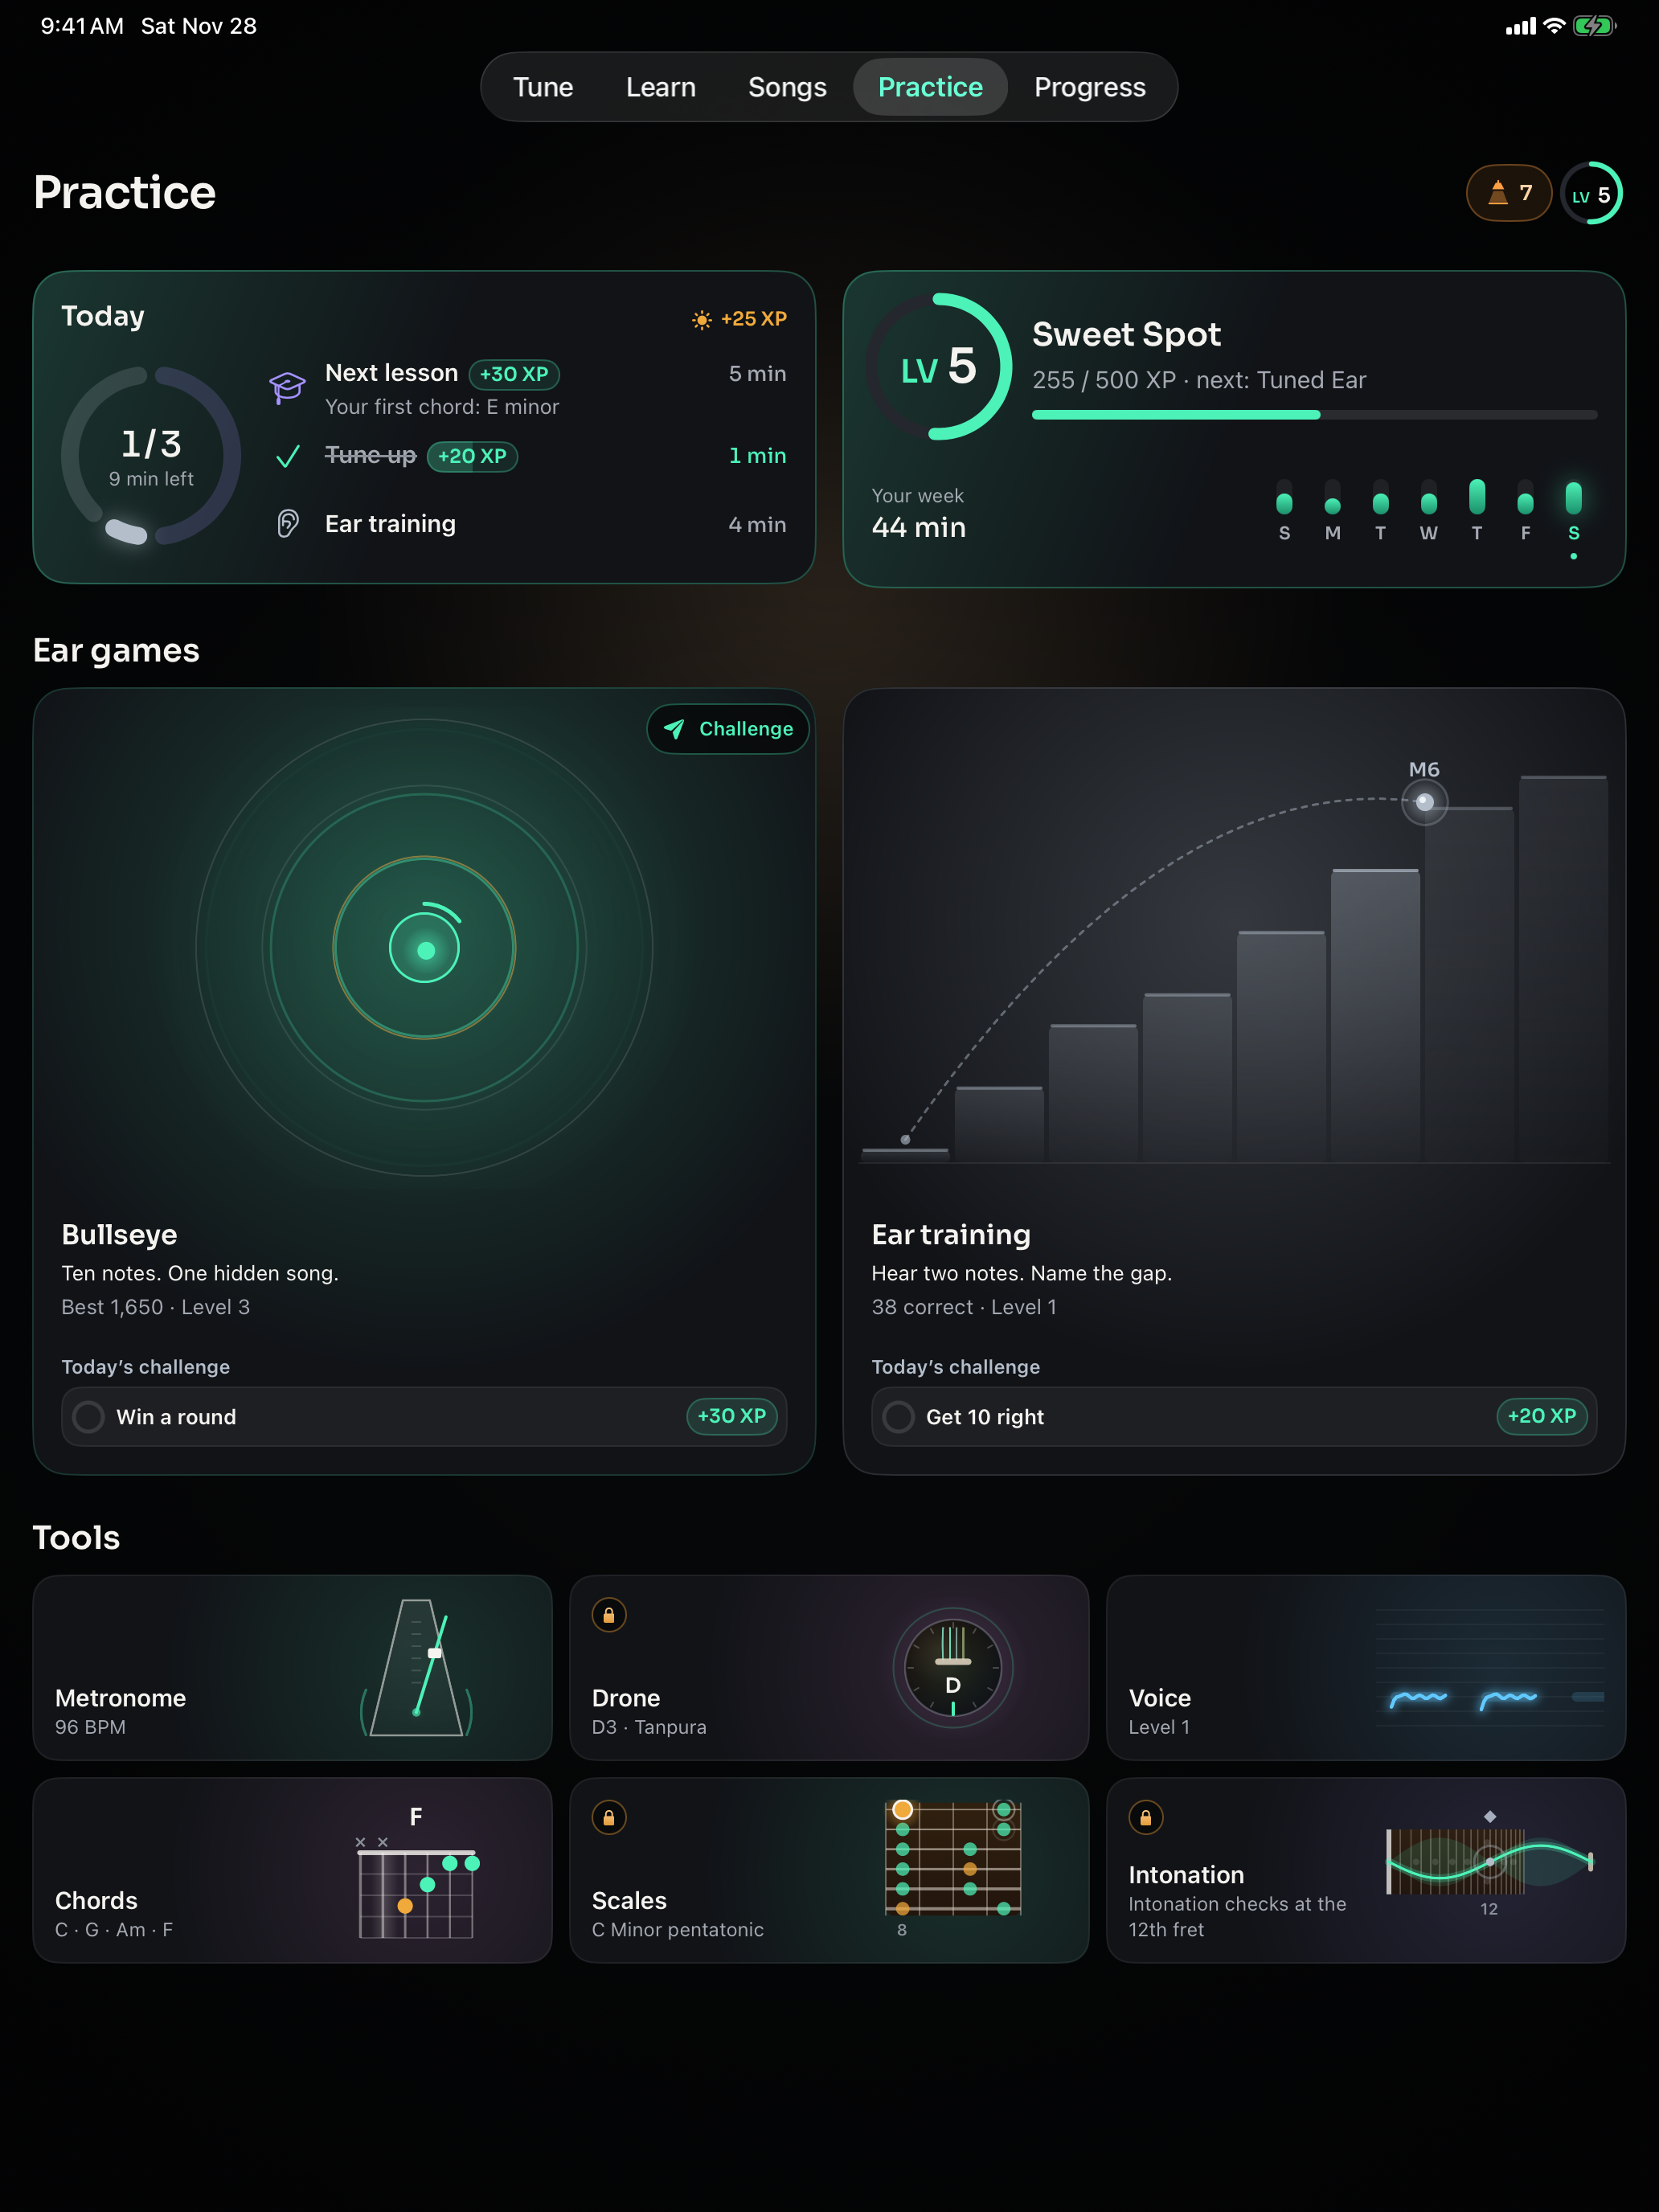 9:41 AM Sat Nov 28
Tune Learn Songs Practice Progress
Practice
7
LV 5
Today
+25 XP
1/3
9 min left
Next lesson +30 XP 5 min
Your first chord: E minor
Tune up +20 XP 1 min
Ear training 4 min
LV 5
Sweet Spot
255 / 500 XP · next: Tuned Ear
Your week
44 min
S M T W T F S
Ear games
Challenge
Bullseye
Ten notes. One hidden song.
Best 1,650 · Level 3
Today’s challenge
Win a round +30 XP
M6
Ear training
Hear two notes. Name the gap.
38 correct · Level 1
Today’s challenge
Get 10 right +20 XP
Tools
Metronome
96 BPM
Drone
D3 · Tanpura
D
Voice
Level 1
Chords
C · G · Am · F
F
× ×
Scales
C Minor pentatonic
8
Intonation
Intonation checks at the
12th fret
12